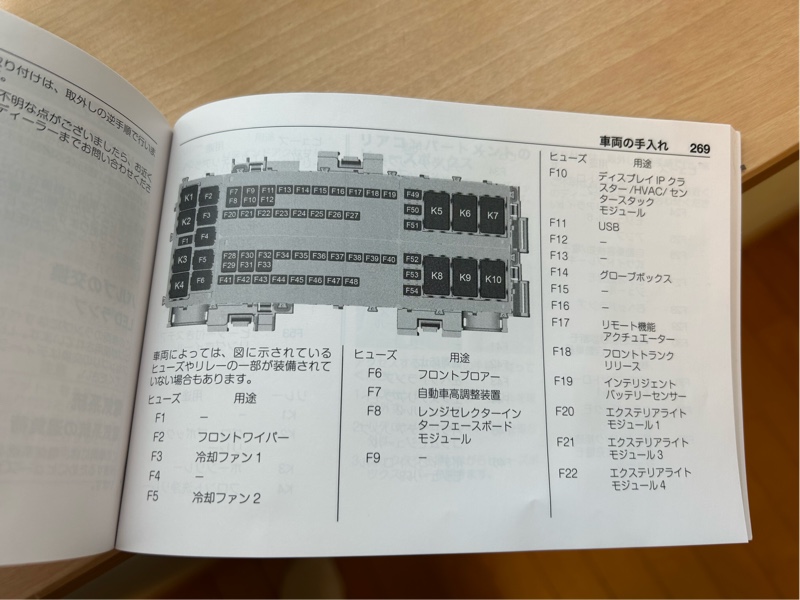 り付けは、取外しの逆手順で行いま
不明な点がございましたら、お近く
ディーラーまでお問い合わせくださ
車両の手入れ 269
K1 F2
K2 F3
F1 F4
K3 F5
K4 F6
F7 F9 F11 F13 F14 F15 F16 F17 F18 F19
F8 F10 F12
F20 F21 F22 F23 F24 F25 F26 F27
F28 F30 F32 F34 F35 F36 F37 F38 F39 F40
F29 F31 F33
F41 F42 F43 F44 F45 F46 F47 F48
F49
F50
F51
K5 K6 K7
F52
F53
F54
K8 K9 K10
車両によっては、図に示されている
ヒューズやリレーの一部が装備されて
いない場合もあります。
ヒューズ 用途
F1 –
F2 フロントワイパー
F3 冷却ファン 1
F4 –
F5 冷却ファン 2
ヒューズ 用途
F6 フロントブロアー
F7 自動車高調整装置
F8 レンジセレクターイン
ターフェースボード
モジュール
F9 –
ヒューズ 用途
F10 ディスプレイ IP クラ
スター /HVAC/ セン
タースタック
モジュール
F11 USB
F12 –
F13 –
F14 グローブボックス
F15 –
F16 –
F17 リモート機能
アクチュエーター
F18 フロントトランク
リリース
F19 インテリジェント
バッテリーセンサー
F20 エクステリアライト
モジュール 1
F21 エクステリアライト
モジュール 3
F22 エクステリアライト
モジュール 4